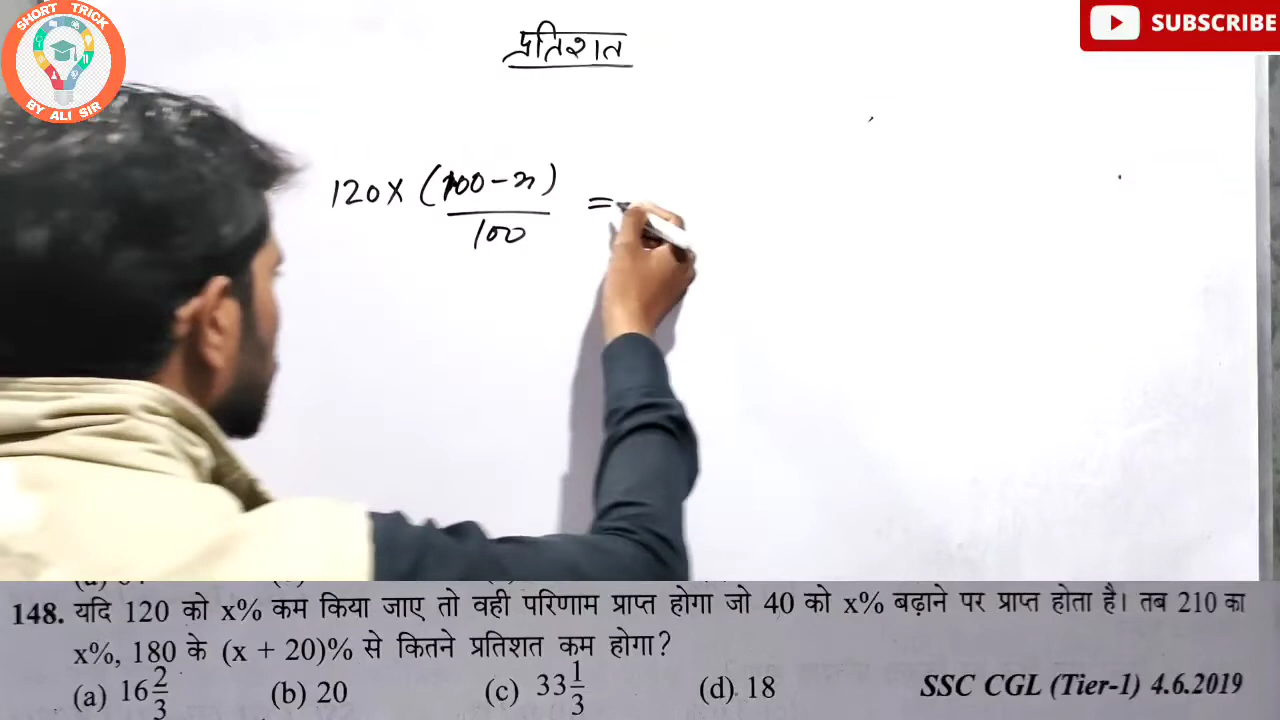 SHORT TRICK
BY ALI SIR
SUBSCRIBE
प्रतिशत
120 x (100 - x) / 100 =
148. यदि 120 को x% कम किया जाए तो वही परिणाम प्राप्त होगा जो 40 को x% बढ़ाने पर प्राप्त होता है। तब 210 का
x%, 180 के (x + 20)% से कितने प्रतिशत कम होगा?
(a) 16 2/3 (b) 20 (c) 33 1/3 (d) 18 SSC CGL (Tier-1) 4.6.2019